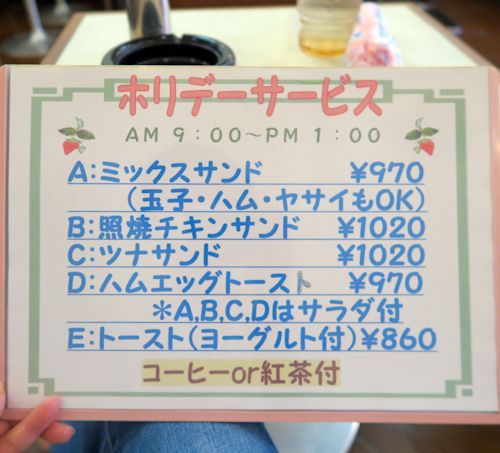 ホリデーサービス
AM 9：00～PM 1：00
A：ミックスサンド ¥970
（玉子・ハム・ヤサイもOK）
B：照焼チキンサンド ¥1020
C：ツナサンド ¥1020
D：ハムエッグトースト ¥970
＊A,B,C,Dはサラダ付
E：トースト（ヨーグルト付）¥860
コーヒーor紅茶付